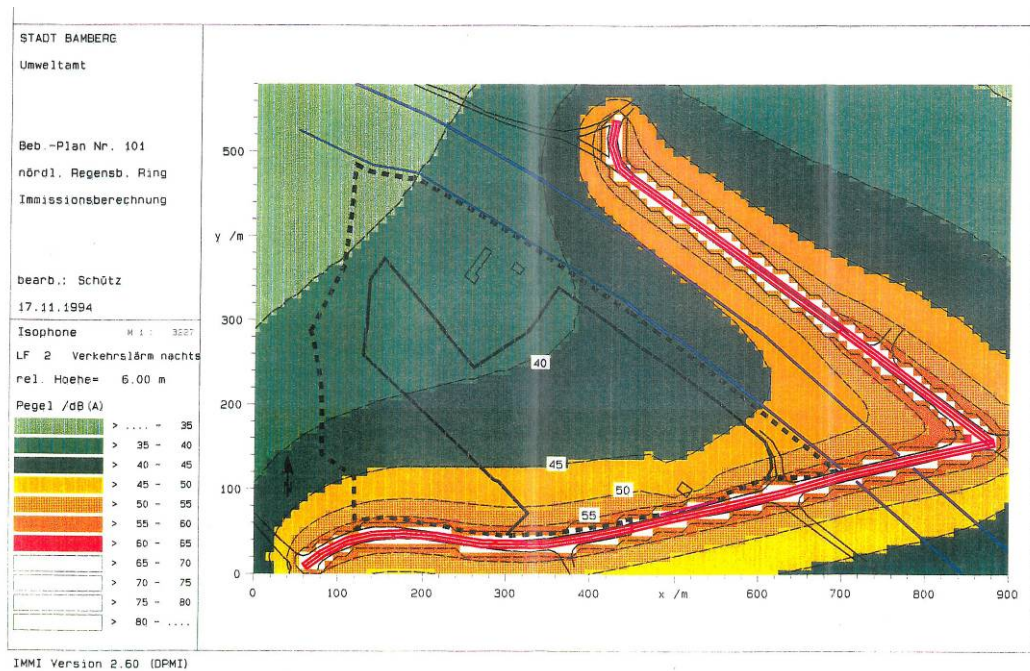 STADT BAMBERG
Umweltamt
Beb.-Plan Nr. 101
nördl. Regensb. Ring
Immissionsberechnung
bearb.: Schütz
17.11.1994
Isophone M 1 : 3227
LF 2 Verkehrslärm nachts
rel. Hoehe= 6.00 m
Pegel /dB(A)
> .... - 35
> 35 - 40
> 40 - 45
> 45 - 50
> 50 - 55
> 55 - 60
> 60 - 65
> 65 - 70
> 70 - 75
> 75 - 80
> 80 - ....
500
y /m
300
200
100
0
40
45
50
55
0 100 200 300 400 x /m 600 700 800 900
IMMI Version 2.60 (DPMI)